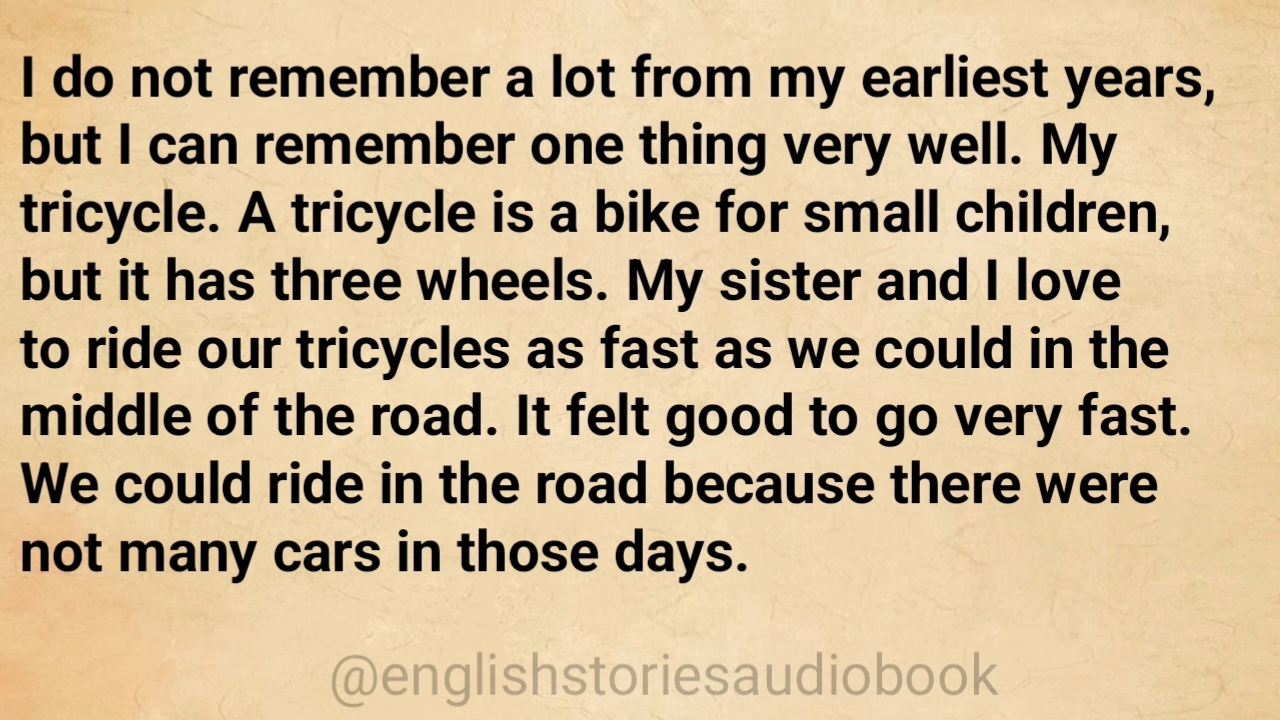 I do not remember a lot from my earliest years,
but I can remember one thing very well. My
tricycle. A tricycle is a bike for small children,
but it has three wheels. My sister and I love
to ride our tricycles as fast as we could in the
middle of the road. It felt good to go very fast.
We could ride in the road because there were
not many cars in those days.
@englishstoriesaudiobook